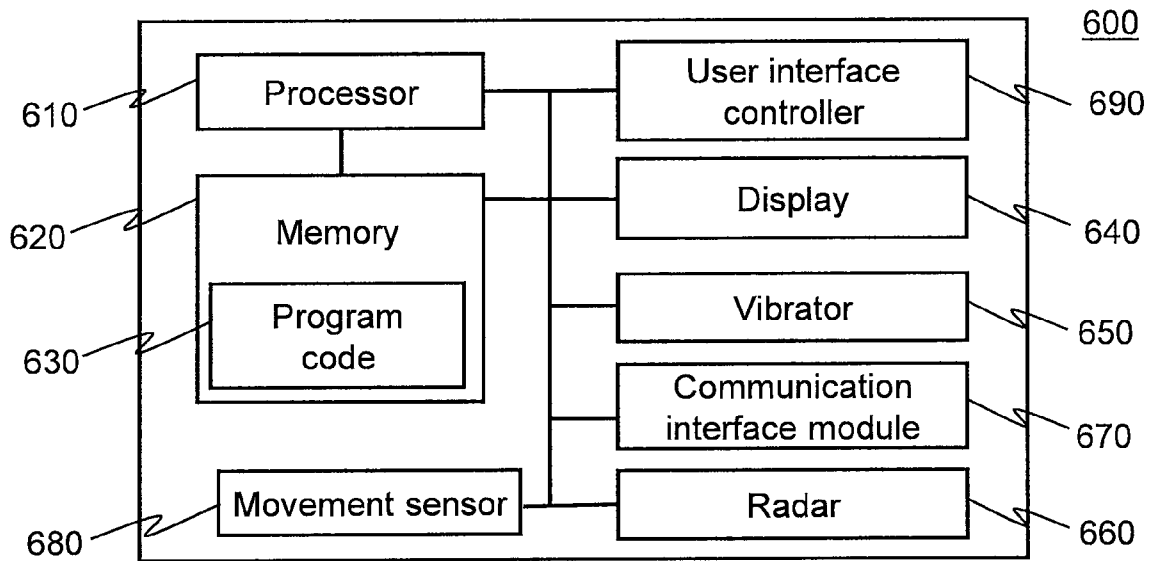 600
Processor
610
User interface
controller
690
Memory
620
Display
640
Program
code
630
Vibrator
650
Communication
interface module
670
Movement sensor
680
Radar
660